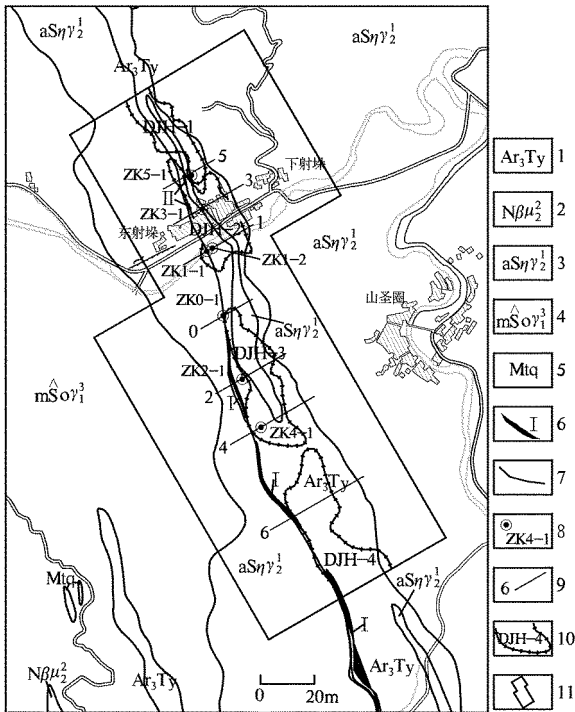 aSηγ₂¹
aSηγ₂¹
Ar₃Ty
DJH-1
5
下射垛
ZK5-1
II
3
ZK3-1
东射垛
DJH-2
1
aSηγ₂¹
ZK1-1
ZK1-2
ZK0-1
山圣圈
0
aSηγ₂¹
DJH-3
ZK2-1
mŜoγ₁³
2
I
4
ZK4-1
Ar₃Ty
I
6
DJH-4
aSηγ₂¹
aSηγ₂¹
Mtq
I
Nβμ₂²
Ar₃Ty
Ar₃Ty
0 20m
Ar₃Ty 1
Nβμ₂² 2
aSηγ₂¹ 3
mŜoγ₁³ 4
Mtq 5
I 6
7
ZK4-1 8
6 9
DJH-4 10
11